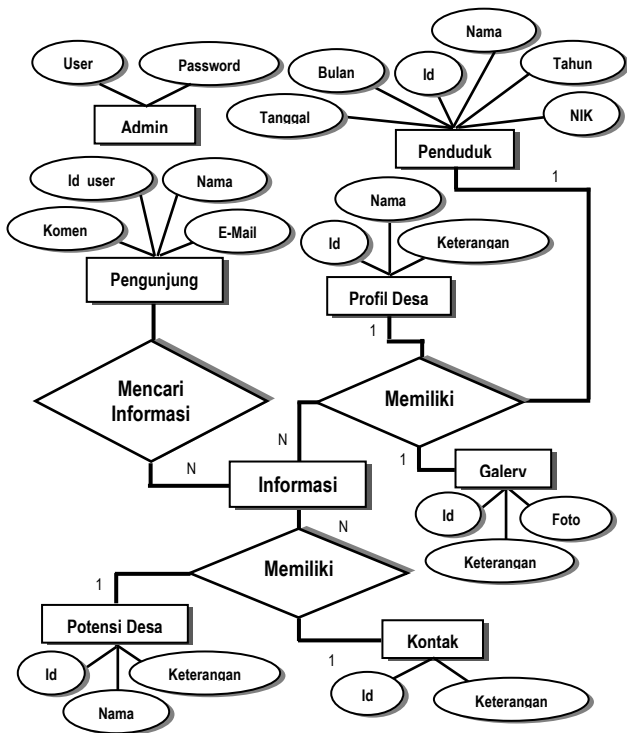 User
Password
Admin
Nama
Bulan
Id
Tahun
Tanggal
NIK
Penduduk
1
Id user
Nama
Komen
E-Mail
Pengunjung
Nama
Id
Keterangan
Profil Desa
1
Mencari
Informasi
Memiliki
N
N
1
Informasi
Galery
Id
Foto
Keterangan
N
Memiliki
1
Potensi Desa
Id
Keterangan
Nama
1
Kontak
Id
Keterangan